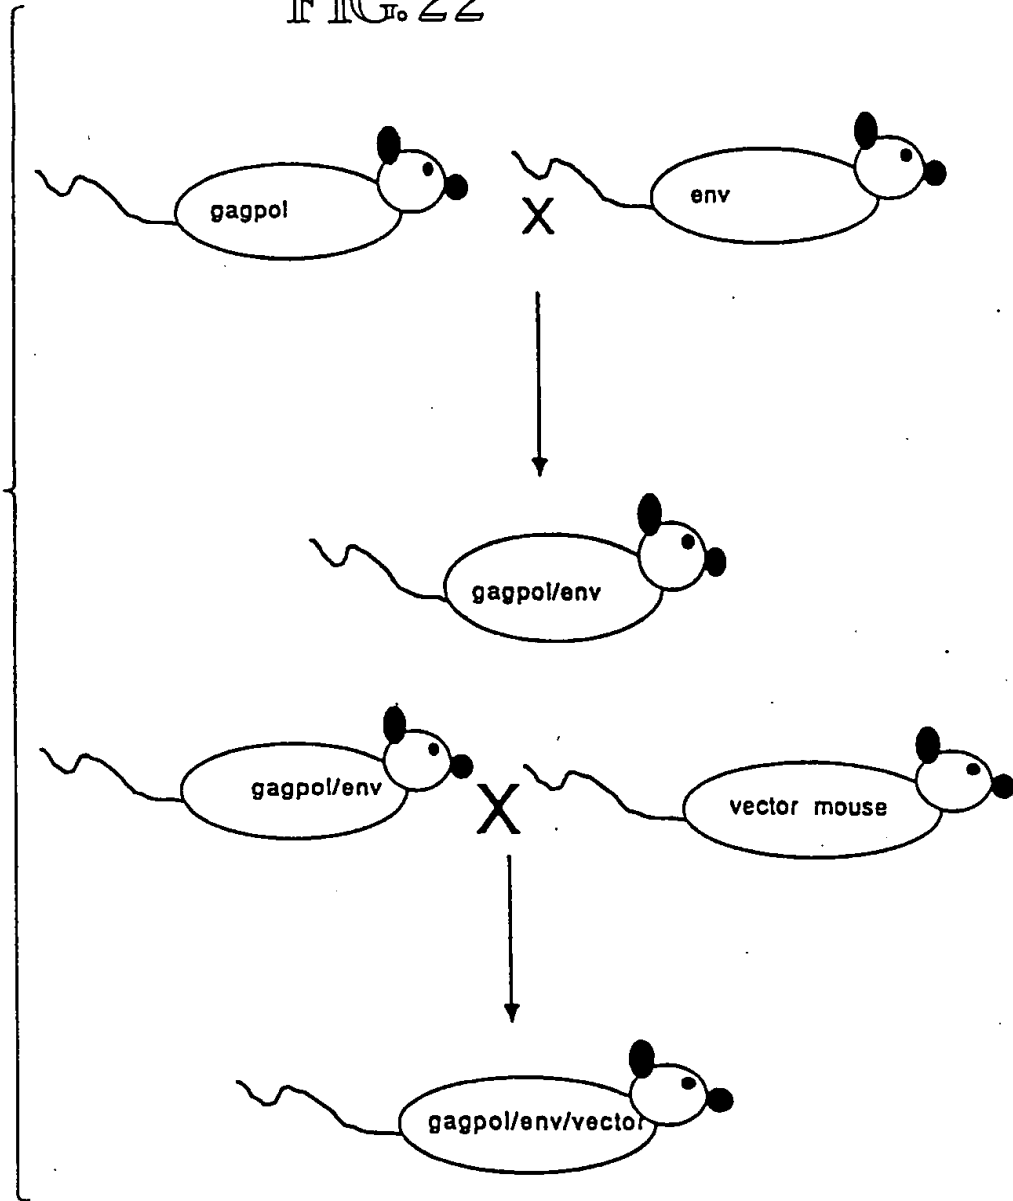 FIG. 22
gagpol
X
env
gagpol/env
gagpol/env
X
vector mouse
gagpol/env/vector